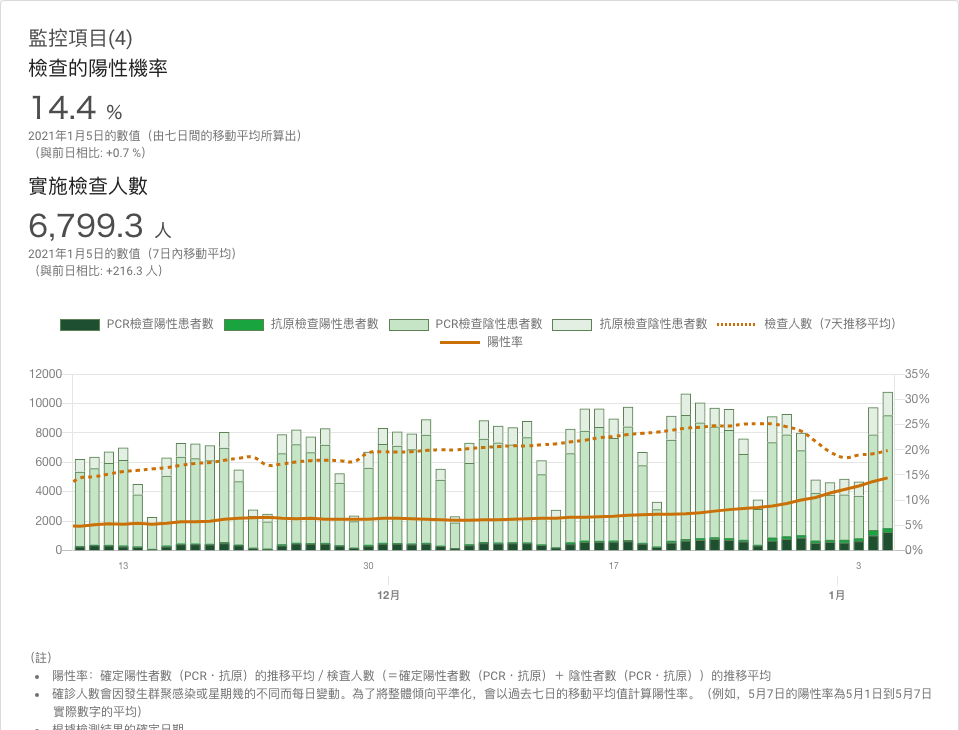 監控項目(4)
檢查的陽性機率
14.4 %
2021年1月5日的數值（由七日間的移動平均所算出）
（與前日相比: +0.7 %）
實施檢查人數
6,799.3 人
2021年1月5日的數值（7日內移動平均）
（與前日相比: +216.3 人）
PCR檢查陽性患者數 抗原檢查陽性患者數 PCR檢查陰性患者數 抗原檢查陰性患者數 檢查人數（7天推移平均）
陽性率
12000 35%
10000 30%
8000 25%
6000 20%
4000 15%
2000 10%
0 5%
0%
13 30 17 3
12月 1月
（註）
• 陽性率：確定陽性者數（PCR・抗原）的推移平均 / 檢查人數（＝確定陽性者數（PCR・抗原）＋ 陰性者數（PCR・抗原））的推移平均
• 確診人數會因發生群聚感染或星期幾的不同而每日變動。為了將整體傾向平準化，會以過去七日的移動平均值計算陽性率。（例如，5月7日的陽性率為5月1日到5月7日
實際數字的平均）
• 根據檢測結果的確定日期